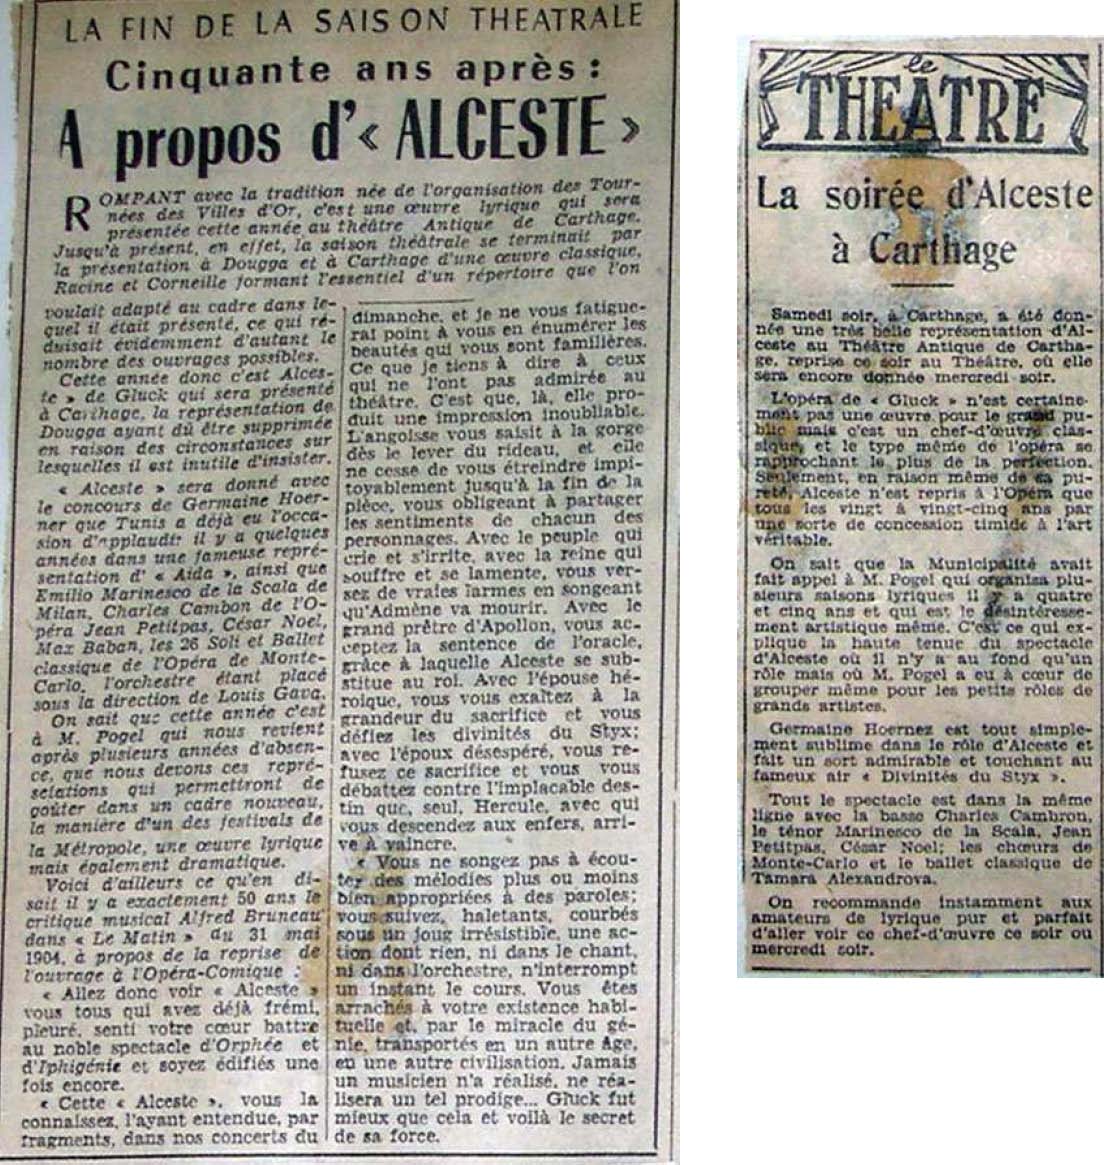 LA FIN DE LA SAISON THEATRALE
Cinquante ans après :
A propos d'« ALCESTE »
ROMPANT avec la tradition née de l'organisation des Tour-
nées des Villes d'Or, c'est une œuvre lyrique qui sera
présentée cette année au théâtre Antique de Carthage.
Jusqu'à présent, en effet, la saison théâtrale se terminait par
la présentation à Dougga et à Carthage d'une œuvre classique,
Racine et Corneille formant l'essentiel d'un répertoire que l'on
voulait adapté au cadre dans le-
quel il était présenté, ce qui ré-
duisait évidemment d'autant le
nombre des ouvrages possibles.
Cette année donc c'est Alces-
te » de Gluck qui sera présenté
à Carthage, la représentation de
Dougga ayant dû être supprimée
en raison des circonstances sur
lesquelles il est inutile d'insister.
« Alceste » sera donné avec
le concours de Germaine Hoer-
ner que Tunis a déjà eu l'occa-
sion d'applaudir il y a quelques
années dans une fameuse repré-
sentation d' « Aida », ainsi que
Emilio Marinesco de la Scala de
Milan, Charles Cambon de l'O-
péra Jean Petitpas, César Noel,
Max Baban, les 26 Soli et Ballet
classique de l'Opéra de Monte-
Carlo, l'orchestre étant placé
sous la direction de Louis Gava.
On sait que cette année c'est
à M. Pogel qui nous revient
après plusieurs années d'absen-
ce, que nous devons ces repré-
setations qui permettront de
goûter dans un cadre nouveau,
la manière d'un des festivals de
la Métropole, une œuvre lyrique
mais également dramatique.
Voici d'ailleurs ce qu'en di-
sait il y a exactement 50 ans le
critique musical Alfred Bruneau
dans « Le Matin » du 31 mai
1904, à propos de la reprise de
l'ouvrage à l'Opéra-Comique :
« Allez donc voir « Alceste »
vous tous qui avez déjà frémi,
pleuré, senti votre cœur battre
au noble spectacle d'Orphée et
d'Iphigénie et soyez édifiés une
fois encore.
« Cette « Alceste », vous la
connaissez, l'ayant entendue, par
fragments, dans nos concerts du
dimanche, et je ne vous fatigue-
rai point à vous en énumérer les
beautés qui vous sont familières.
Ce que je tiens à dire à ceux
qui ne l'ont pas admirée au
théâtre. C'est que, là, elle pro-
duit une impression inoubliable.
L'angoisse vous saisit à la gorge
dès le lever du rideau, et elle
ne cesse de vous étreindre impi-
toyablement jusqu'à la fin de la
pièce, vous obligeant à partager
les sentiments de chacun des
personnages. Avec le peuple qui
crie et s'irrite, avec la reine qui
souffre et se lamente, vous ver-
sez de vraies larmes en songeant
qu'Admène va mourir. Avec le
grand prêtre d'Apollon, vous ac-
ceptez la sentence de l'oracle,
grâce à laquelle Alceste se sub-
stitue au roi. Avec l'épouse hé-
roïque, vous vous exaltez à la
grandeur du sacrifice et vous
défiez les divinités du Styx;
avec l'époux désespéré, vous re-
fusez ce sacrifice et vous vous
débattez contre l'implacable des-
tin que, seul, Hercule, avec qui
vous descendez aux enfers, arri-
ve à vaincre.
« Vous ne songez pas à écou-
ter des mélodies plus ou moins
bien appropriées à des paroles;
vous suivez, haletants, courbés
sous un joug irrésistible, une ac-
tion dont rien, ni dans le chant,
ni dans l'orchestre, n'interrompt
un instant le cours. Vous êtes
arrachés à votre existence habi-
tuelle et, par le miracle du gé-
nie, transportés en un autre âge,
en une autre civilisation. Jamais
un musicien n'a réalisé, ne réa-
lisera un tel prodige... Gluck fut
mieux que cela et voilà le secret
de sa force.
le
THEATRE
La soirée d'Alceste
à Carthage
Samedi soir, à Carthage, a été don-
née une très belle représentation d'Al-
ceste au Théâtre Antique de Cartha-
ge, reprise ce soir au Théâtre, où elle
sera encore donnée mercredi soir.
L'opéra de « Gluck » n'est certaine-
ment pas une œuvre pour le grand pu-
blic mais c'est un chef-d'œuvre clas-
sique, et le type même de l'opéra se
rapprochant le plus de la perfection.
Seulement, en raison même de sa pu-
reté, Alceste n'est repris à l'Opéra que
tous les vingt à vingt-cinq ans par
une sorte de concession timide à l'art
véritable.
On sait que la Municipalité avait
fait appel à M. Pogel qui organisa plu-
sieurs saisons lyriques il y a quatre
et cinq ans et qui est le désintéresse-
ment artistique même. C'est ce qui ex-
plique la haute tenue du spectacle
d'Alceste où il n'y a au fond qu'un
rôle mais où M. Pogel a eu à cœur de
grouper même pour les petits rôles de
grands artistes.
Germaine Hoernez est tout simple-
ment sublime dans le rôle d'Alceste et
fait un sort admirable et touchant au
fameux air « Divinités du Styx ».
Tout le spectacle est dans la même
ligne avec la basse Charles Cambron,
le ténor Marinesco de la Scala, Jean
Petitpas, César Noel; les chœurs de
Monte-Carlo et le ballet classique de
Tamara Alexandrova.
On recommande instamment aux
amateurs de lyrique pur et parfait
d'aller voir ce chef-d'œuvre ce soir ou
mercredi soir.